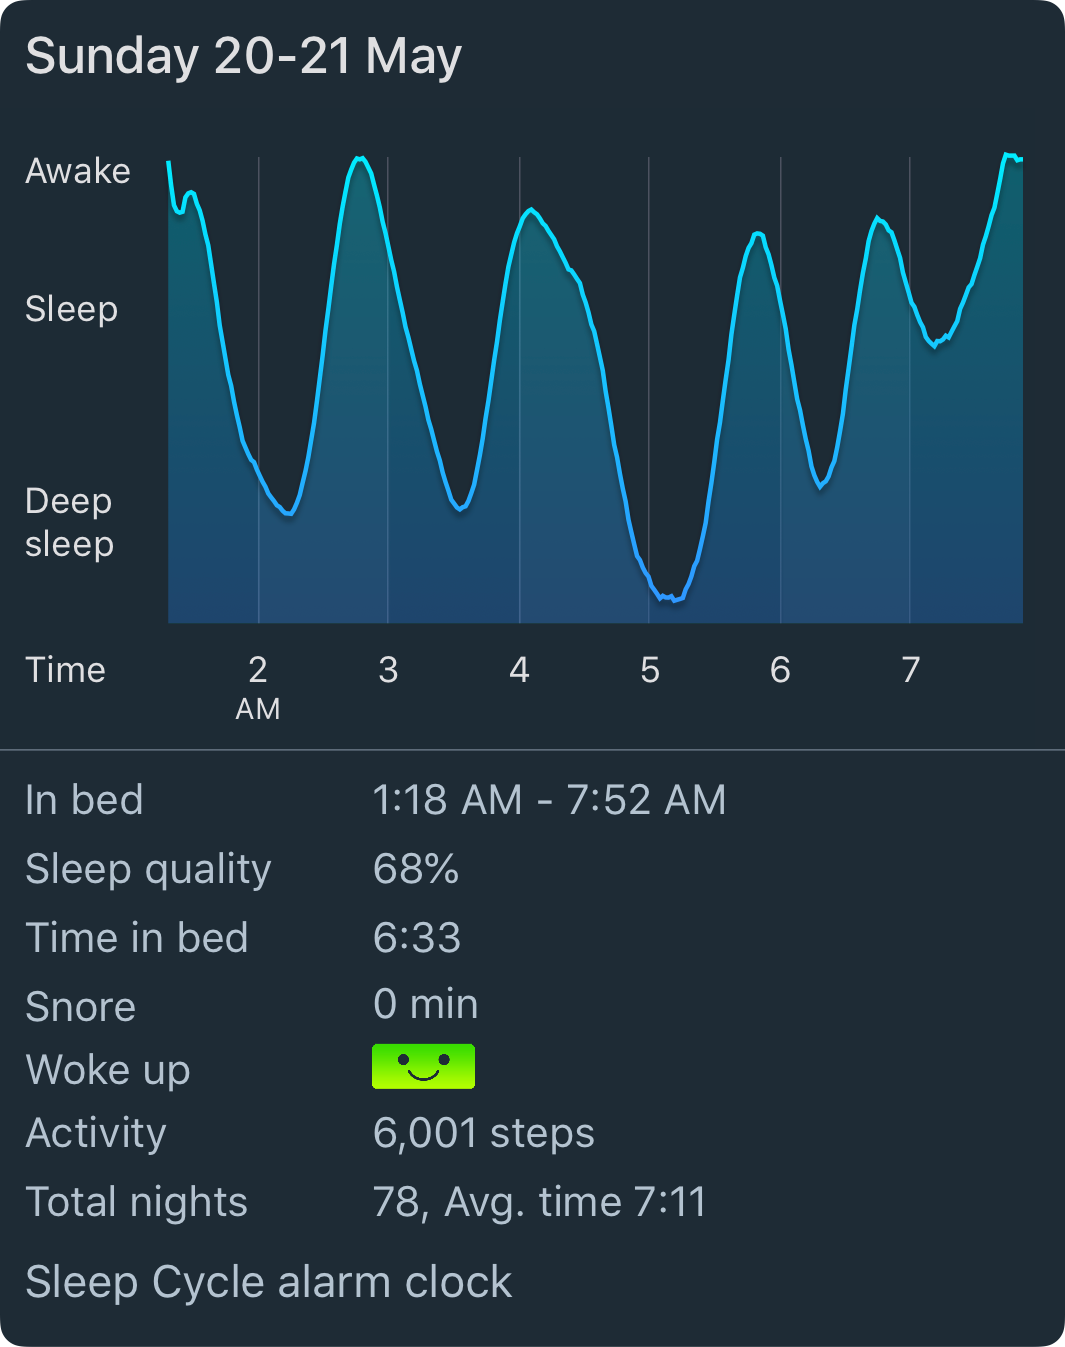 Sunday 20-21 May
Awake
Sleep
Deep
sleep
Time 2 3 4 5 6 7
AM
In bed 1:18 AM - 7:52 AM
Sleep quality 68%
Time in bed 6:33
Snore 0 min
Woke up
Activity 6,001 steps
Total nights 78, Avg. time 7:11
Sleep Cycle alarm clock